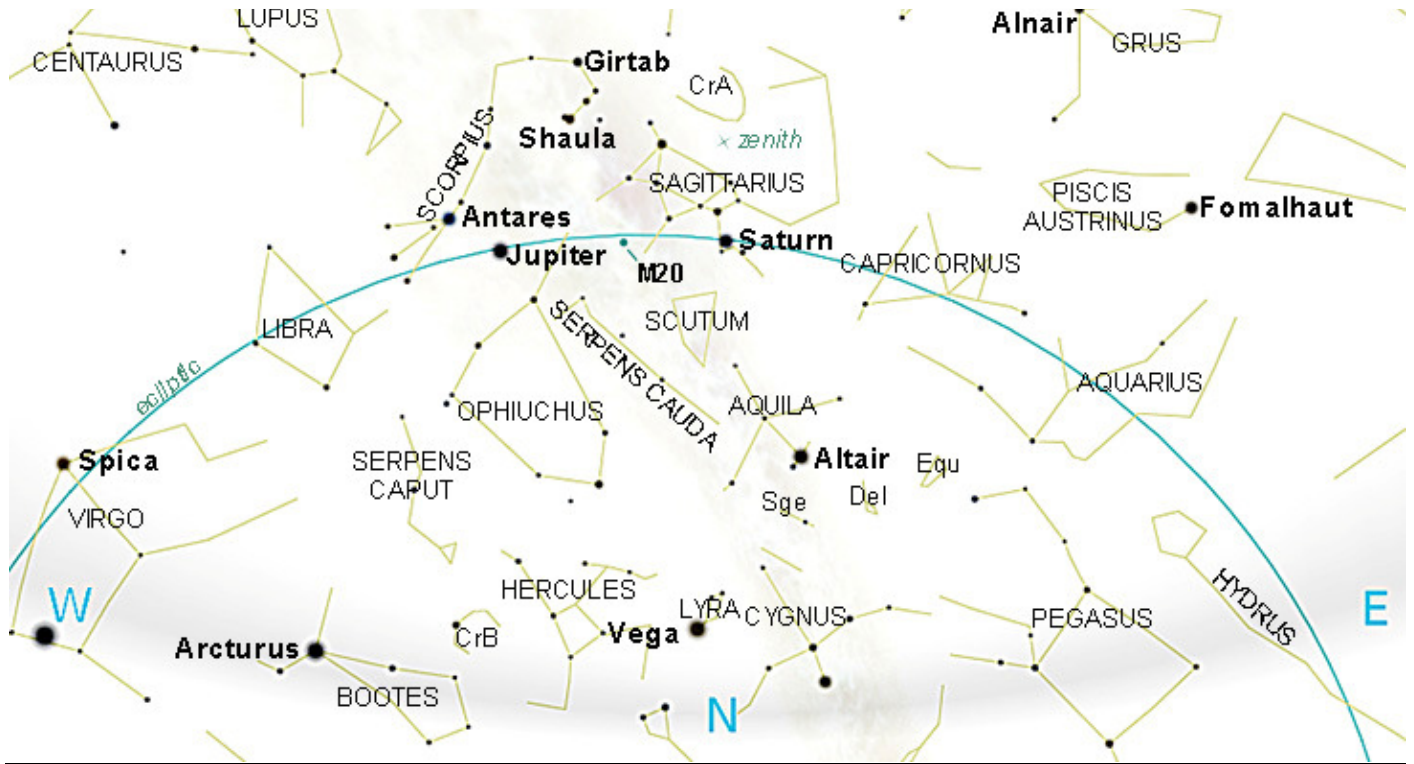 LUPUS
Alnair
GRUS
CENTAURUS
Girtab
CrA
Shaula
zenith
SCORPIUS
SAGITTARIUS
PISCIS
AUSTRINUS
Fomalhaut
Antares
Saturn
Jupiter
M20
CAPRICORNUS
LIBRA
SERPENS CAUDA
SCUTUM
ecliptic
AQUARIUS
OPHIUCHUS
AQUILA
Spica
SERPENS
CAPUT
Altair
Equ
Sge
Del
VIRGO
HERCULES
W
LYRA
CYGNUS
PEGASUS
HYDRUS
E
Arcturus
CrB
Vega
BOOTES
N